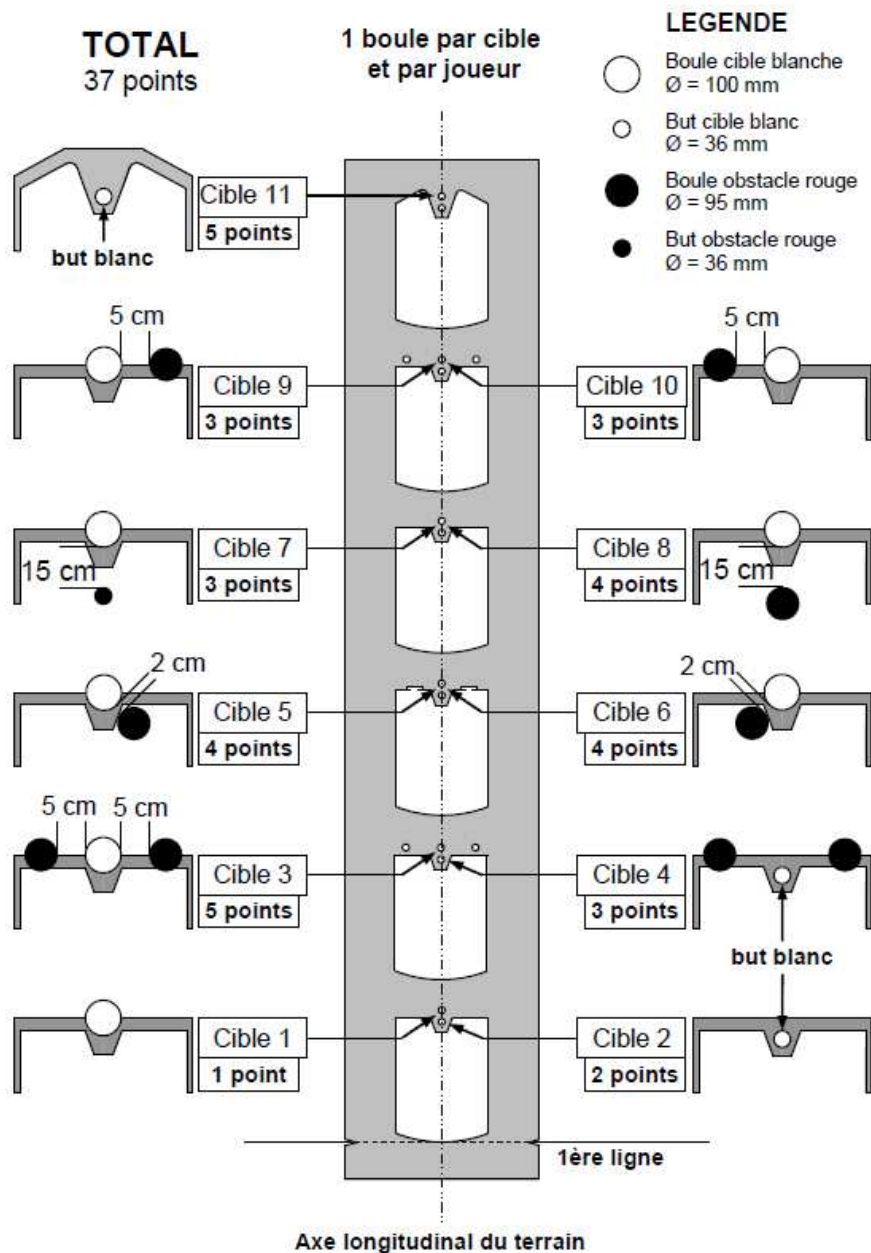 TOTAL
37 points
1 boule par cible
et par joueur
LEGENDE
Boule cible blanche
Ø = 100 mm
But cible blanc
Ø = 36 mm
Boule obstacle rouge
Ø = 95 mm
But obstacle rouge
Ø = 36 mm
Cible 11
5 points
but blanc
5 cm
Cible 9
3 points
5 cm
Cible 10
3 points
15 cm
Cible 7
3 points
Cible 8
4 points
15 cm
2 cm
Cible 5
4 points
2 cm
Cible 6
4 points
5 cm 5 cm
Cible 3
5 points
Cible 4
3 points
but blanc
Cible 1
1 point
Cible 2
2 points
1ère ligne
Axe longitudinal du terrain